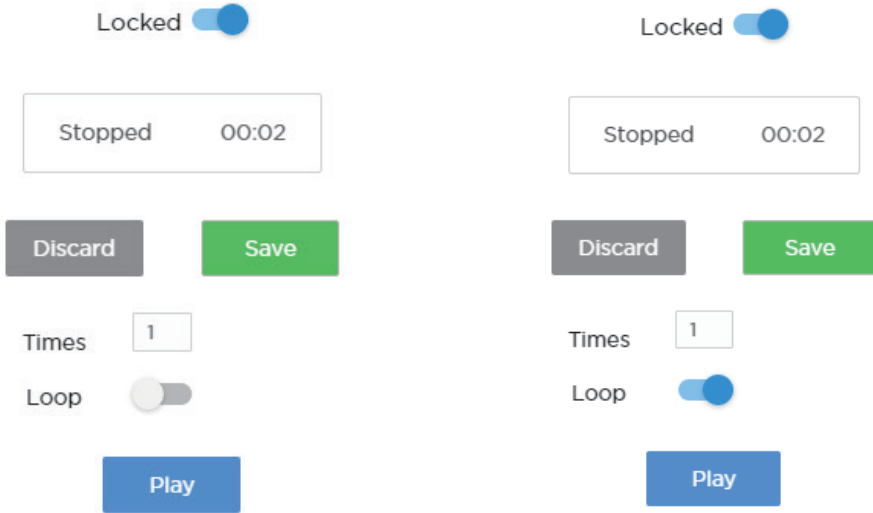 Locked
Stopped 00:02
Discard Save
Times 1
Loop
Play
Locked
Stopped 00:02
Discard Save
Times 1
Loop
Play